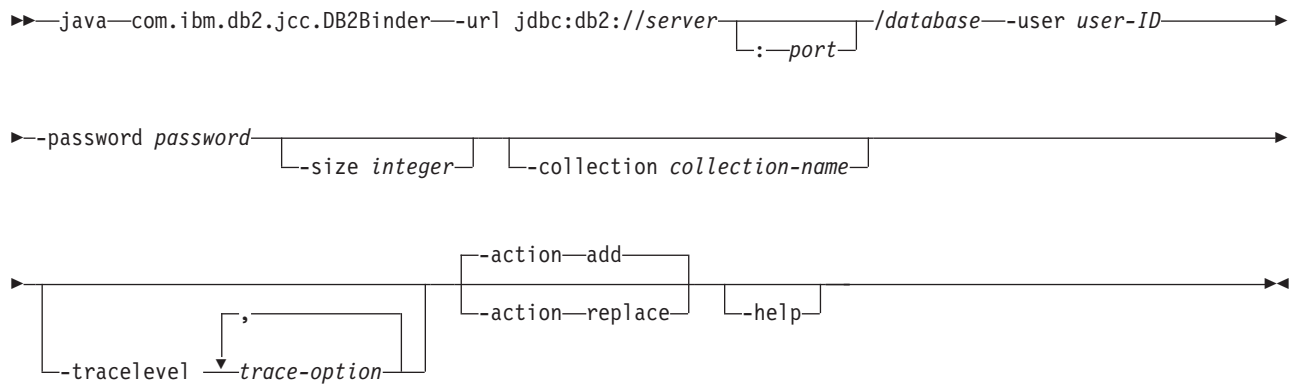 java com.ibm.db2.jcc.DB2Binder -url jdbc:db2://server /database -user user-ID
: port
-password password
-size integer -collection collection-name
-action add
-action replace -help
,
-tracelevel trace-option